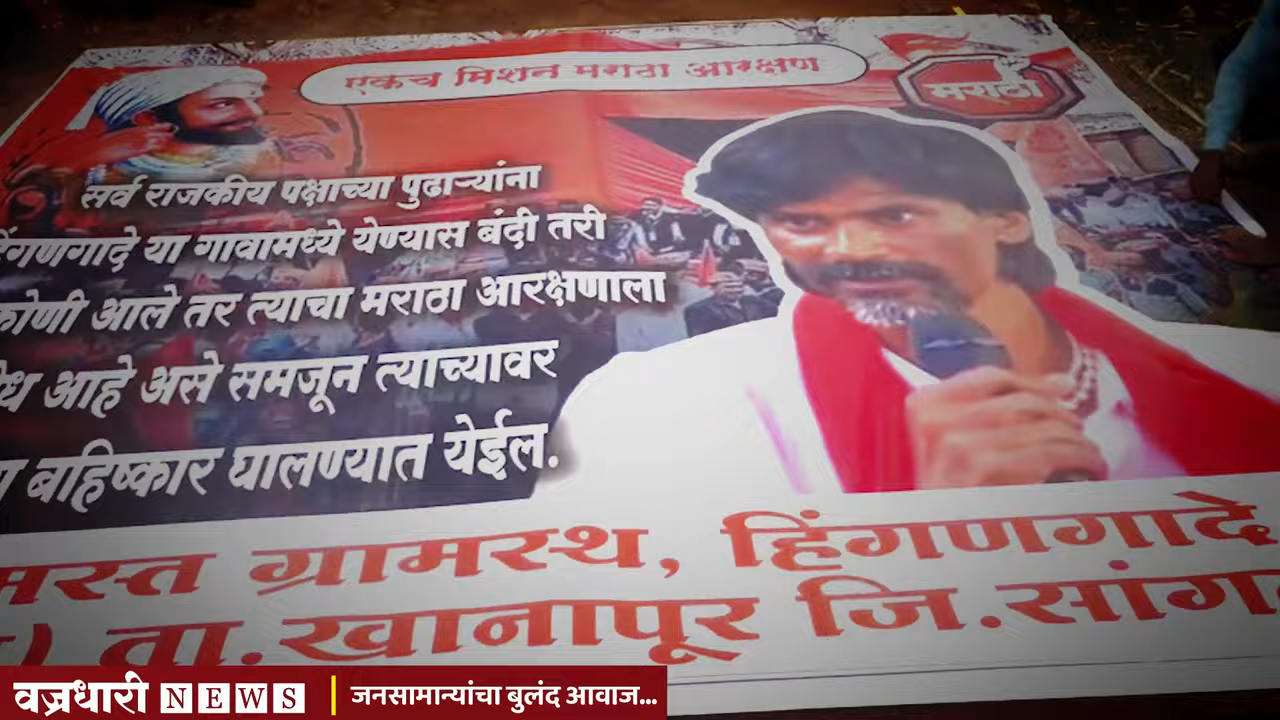 एकच मिशन मराठा आरक्षण
मराठा
सर्व राजकीय पक्षाच्या पुढाऱ्यांना
हिंगणगादे या गावामध्ये येण्यास बंदी तरी
कोणी आले तर त्याचा मराठा आरक्षणाला
आहे असे समजून त्याच्यावर
बहिष्कार घालण्यात येईल.
ग्रामस्थ, हिंगणगादे
ता.खानापूर जि.सांग
वज्रधारी NEWS
जनसामान्यांचा बुलंद आवाज...